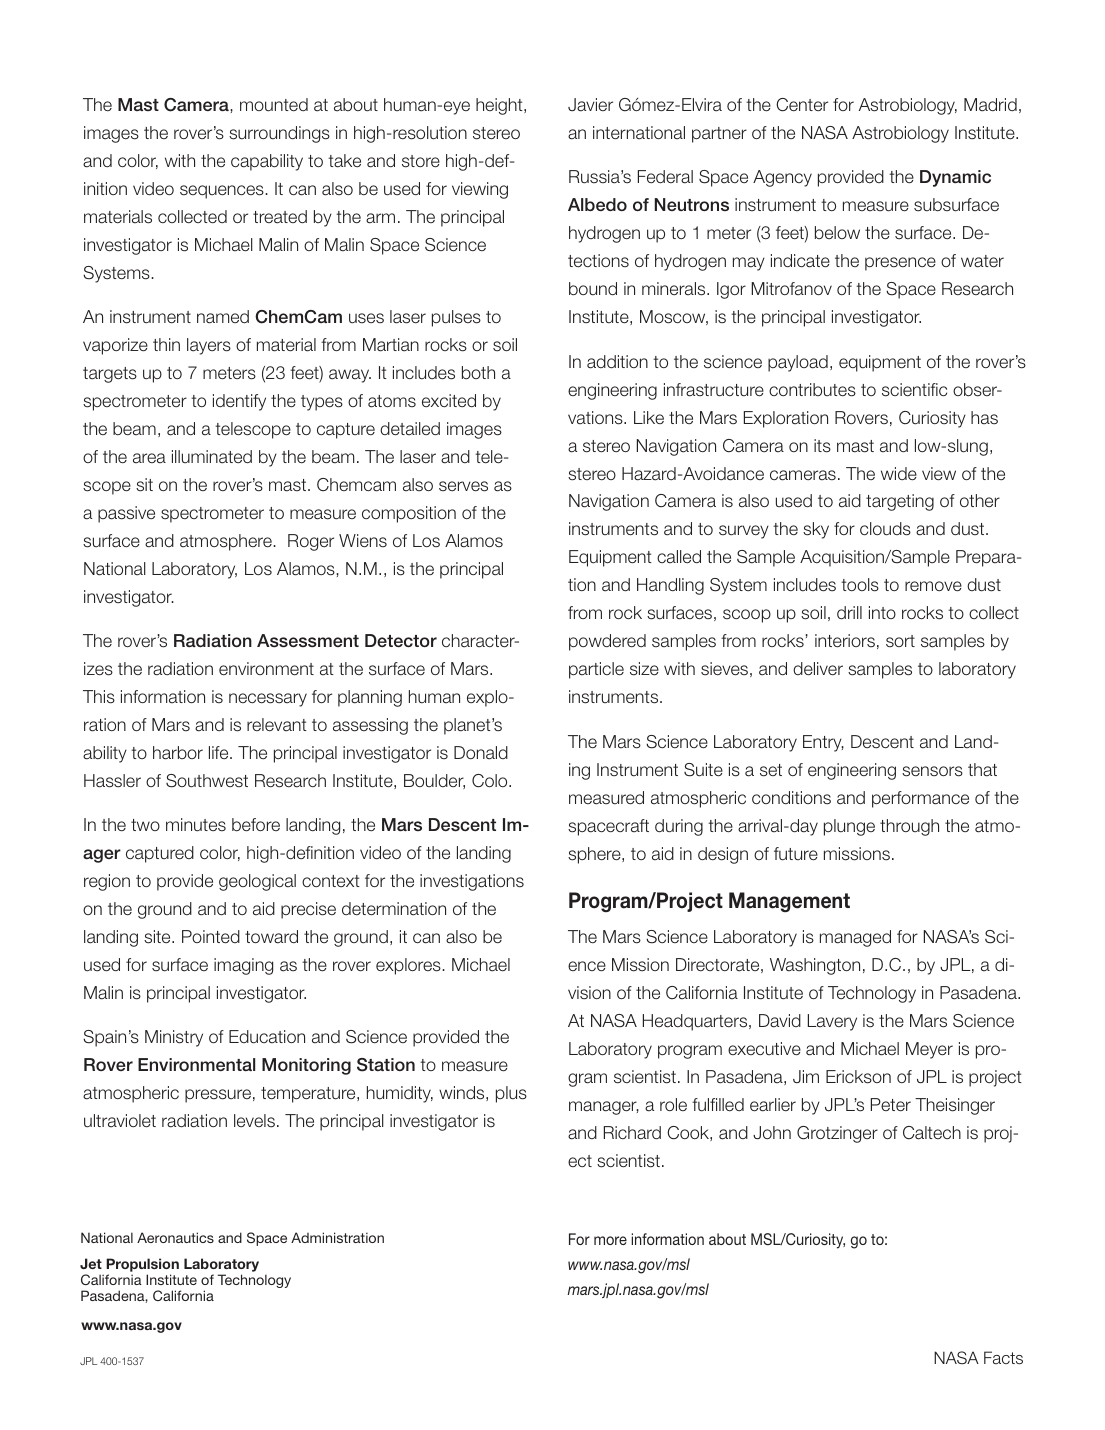 The Mast Camera, mounted at about human-eye height,
images the rover's surroundings in high-resolution stereo
and color, with the capability to take and store high-def-
inition video sequences. It can also be used for viewing
materials collected or treated by the arm. The principal
investigator is Michael Malin of Malin Space Science
Systems.
An instrument named ChemCam uses laser pulses to
vaporize thin layers of material from Martian rocks or soil
targets up to 7 meters (23 feet) away. It includes both a
spectrometer to identify the types of atoms excited by
the beam, and a telescope to capture detailed images
of the area illuminated by the beam. The laser and tele-
scope sit on the rover's mast. Chemcam also serves as
a passive spectrometer to measure composition of the
surface and atmosphere.  Roger Wiens of Los Alamos
National Laboratory, Los Alamos, N.M., is the principal
investigator.
The rover's Radiation Assessment Detector character-
izes the radiation environment at the surface of Mars.
This information is necessary for planning human explo-
ration of Mars and is relevant to assessing the planet's
ability to harbor life. The principal investigator is Donald
Hassler of Southwest Research Institute, Boulder, Colo.
In the two minutes before landing, the Mars Descent Im-
ager captured color, high-definition video of the landing
region to provide geological context for the investigations
on the ground and to aid precise determination of the
landing site. Pointed toward the ground, it can also be
used for surface imaging as the rover explores. Michael
Malin is principal investigator.
Spain's Ministry of Education and Science provided the
Rover Environmental Monitoring Station to measure
atmospheric pressure, temperature, humidity, winds, plus
ultraviolet radiation levels. The principal investigator is
Javier Gómez-Elvira of the Center for Astrobiology, Madrid,
an international partner of the NASA Astrobiology Institute.
Russia's Federal Space Agency provided the Dynamic
Albedo of Neutrons instrument to measure subsurface
hydrogen up to 1 meter (3 feet) below the surface. De-
tections of hydrogen may indicate the presence of water
bound in minerals. Igor Mitrofanov of the Space Research
Institute, Moscow, is the principal investigator.
In addition to the science payload, equipment of the rover's
engineering infrastructure contributes to scientific obser-
vations. Like the Mars Exploration Rovers, Curiosity has
a stereo Navigation Camera on its mast and low-slung,
stereo Hazard-Avoidance cameras. The wide view of the
Navigation Camera is also used to aid targeting of other
instruments and to survey the sky for clouds and dust.
Equipment called the Sample Acquisition/Sample Prepara-
tion and Handling System includes tools to remove dust
from rock surfaces, scoop up soil, drill into rocks to collect
powdered samples from rocks' interiors, sort samples by
particle size with sieves, and deliver samples to laboratory
instruments.
The Mars Science Laboratory Entry, Descent and Land-
ing Instrument Suite is a set of engineering sensors that
measured atmospheric conditions and performance of the
spacecraft during the arrival-day plunge through the atmo-
sphere, to aid in design of future missions.
Program/Project Management
The Mars Science Laboratory is managed for NASA's Sci-
ence Mission Directorate, Washington, D.C., by JPL, a di-
vision of the California Institute of Technology in Pasadena.
At NASA Headquarters, David Lavery is the Mars Science
Laboratory program executive and Michael Meyer is pro-
gram scientist. In Pasadena, Jim Erickson of JPL is project
manager, a role fulfilled earlier by JPL's Peter Theisinger
and Richard Cook, and John Grotzinger of Caltech is proj-
ect scientist.
National Aeronautics and Space Administration
Jet Propulsion Laboratory
California Institute of Technology
Pasadena, California
www.nasa.gov
JPL 400-1537
For more information about MSL/Curiosity, go to:
www.nasa.gov/msl
mars.jpl.nasa.gov/msl
NASA Facts